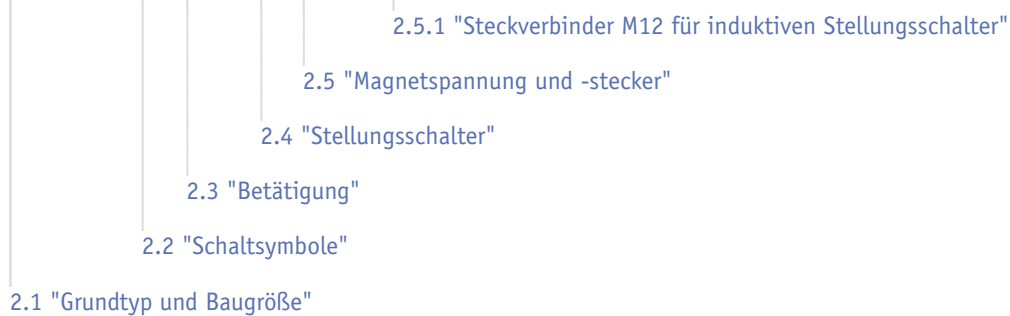 2.5.1 "Steckverbinder M12 für induktiven Stellungsschalter"
2.5 "Magnetspannung und -stecker"
2.4 "Stellungsschalter"
2.3 "Betätigung"
2.2 "Schaltsymbole"
2.1 "Grundtyp und Baugröße"